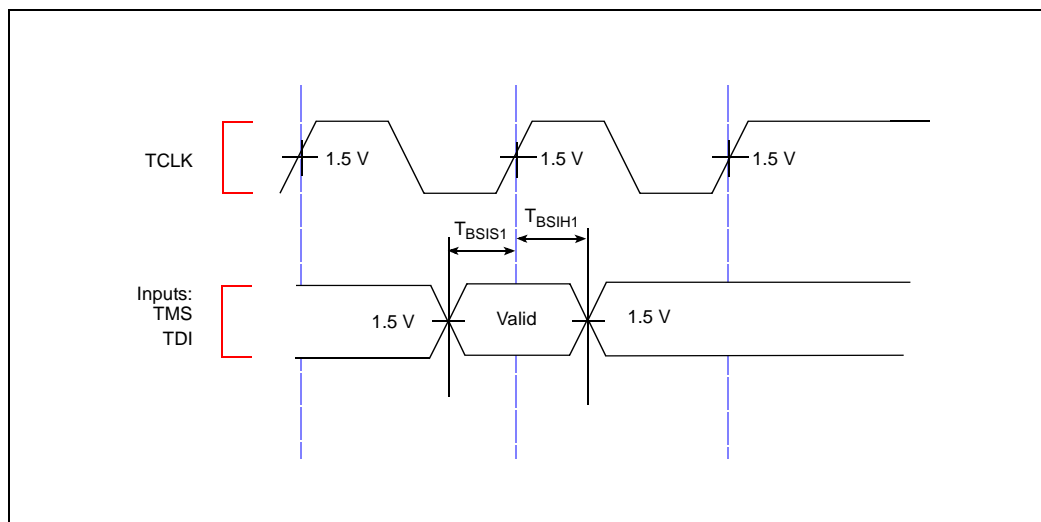 TCLK
1.5 V
1.5 V
1.5 V
TBSIS1
TBSIH1
Inputs:
TMS
TDI
1.5 V
Valid
1.5 V